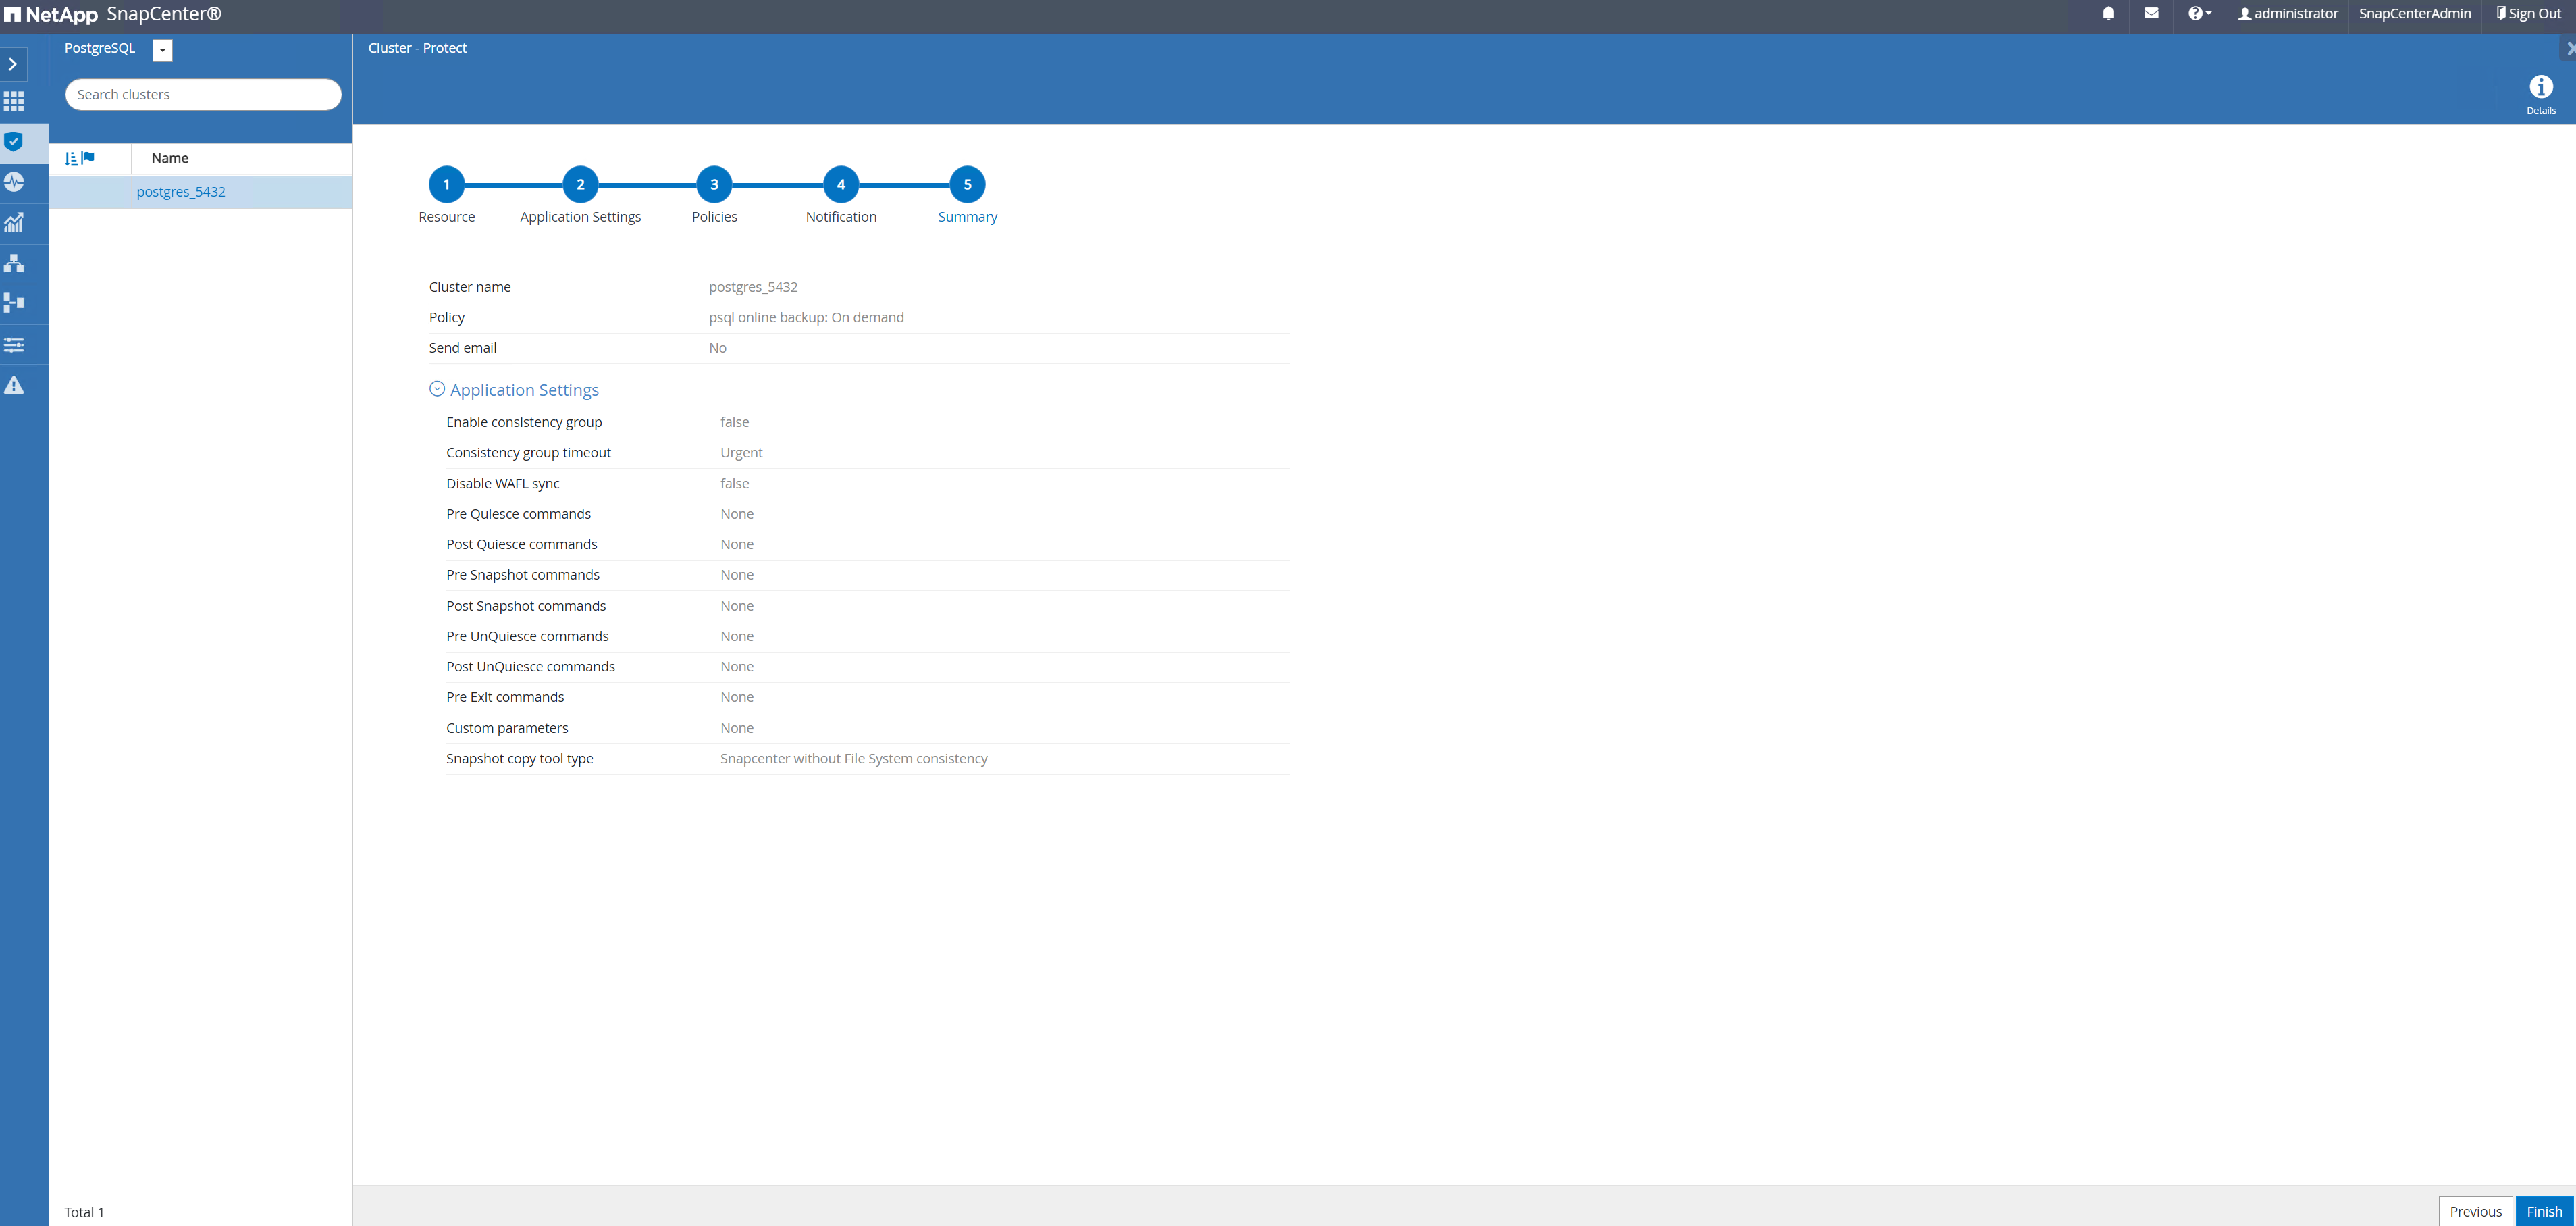 NetApp SnapCenter®
administrator SnapCenterAdmin Sign Out
PostgreSQL
Search clusters
Name
postgres_5432
Total 1
Cluster - Protect
Details
1 2 3 4 5
Resource Application Settings Policies Notification Summary
Cluster name postgres_5432
Policy psql online backup: On demand
Send email No
Application Settings
Enable consistency group false
Consistency group timeout Urgent
Disable WAFL sync false
Pre Quiesce commands None
Post Quiesce commands None
Pre Snapshot commands None
Post Snapshot commands None
Pre UnQuiesce commands None
Post UnQuiesce commands None
Pre Exit commands None
Custom parameters None
Snapshot copy tool type Snapcenter without File System consistency
Previous Finish